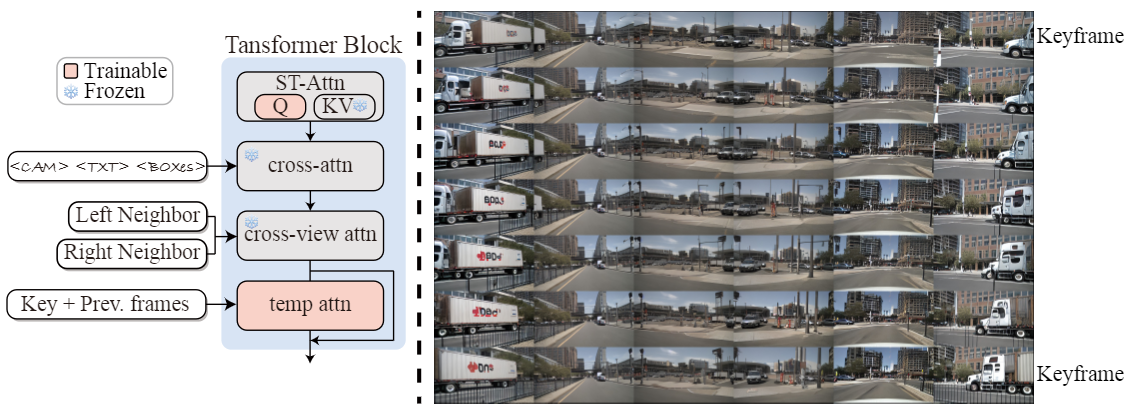 Tansformer Block
Trainable
Frozen
ST-Attn
Q
KV
<CAM> <TXT> <BOXes>
cross-attn
Left Neighbor
Right Neighbor
cross-view attn
Key + Prev. frames
temp attn
Keyframe
Keyframe